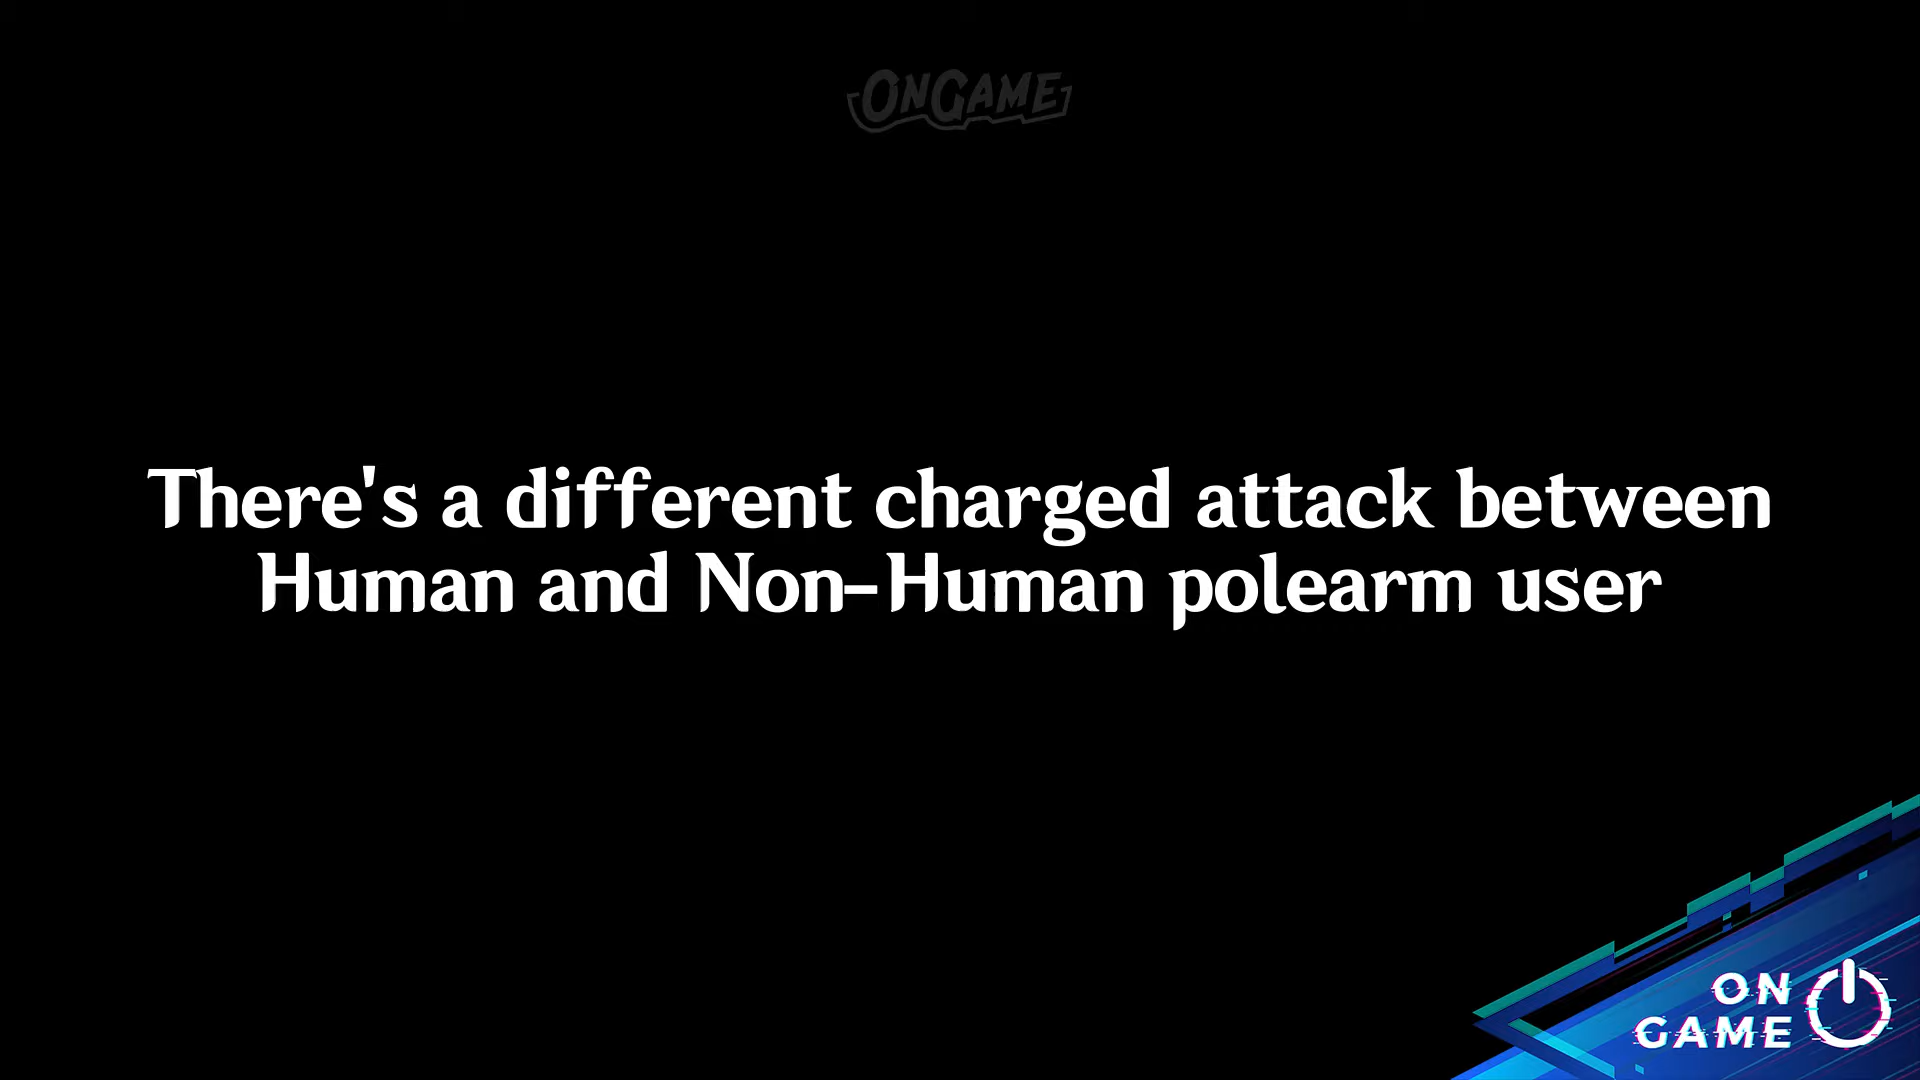 ONGAME
There's a different charged attack between
Human and Non-Human polearm user
ON
GAME